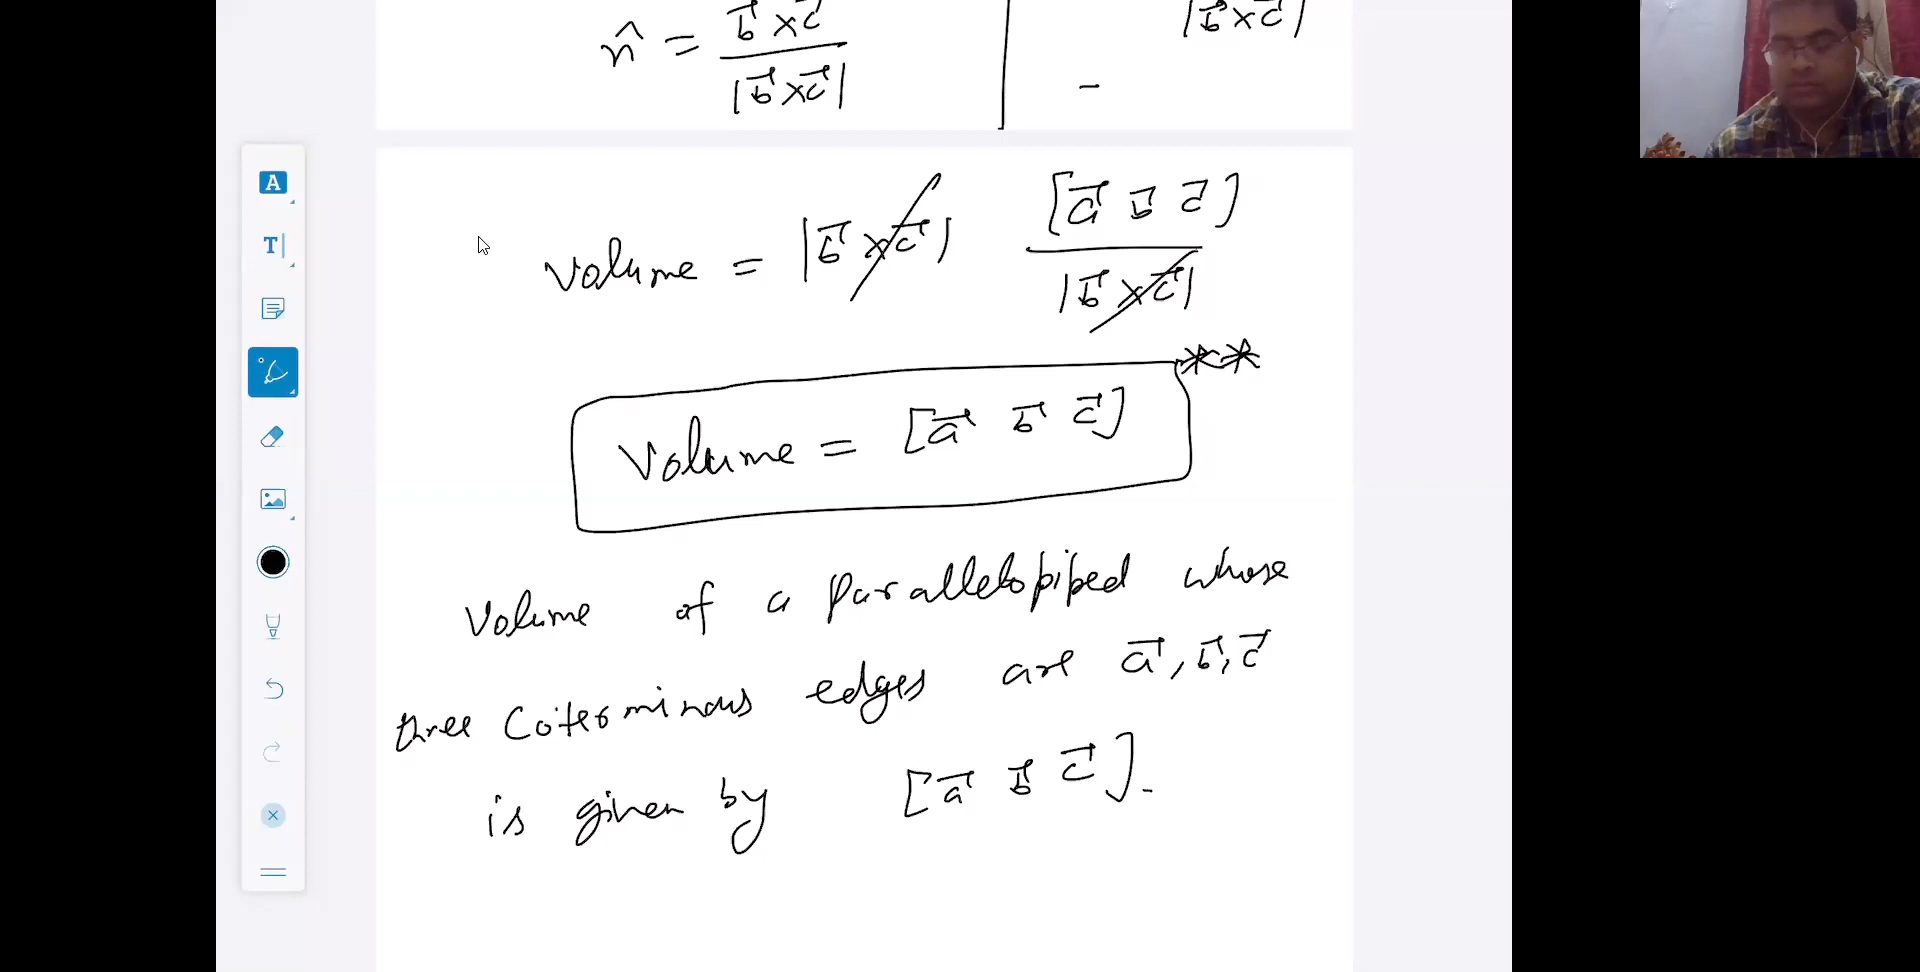 n̂ = b⃗ × c⃗ / |b⃗ × c⃗|
|b⃗ × c⃗|
-
A
T|
Volume = |b⃗ × c⃗| [a⃗ b⃗ c⃗] / |b⃗ × c⃗|
**
Volume = [a⃗ b⃗ c⃗]
Volume of a Parallelopiped whose
three Coterminous edges are a⃗, b⃗, c⃗
is given by [a⃗ b⃗ c⃗].